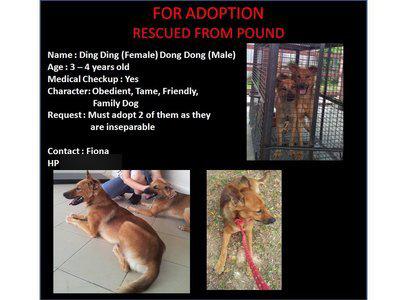 FOR ADOPTION
RESCUED FROM POUND
Name : Ding Ding (Female) Dong Dong (Male)
Age : 3 – 4 years old
Medical Checkup : Yes
Character: Obedient, Tame, Friendly,
Family Dog
Request : Must adopt 2 of them as they
are inseparable
Contact : Fiona
HP